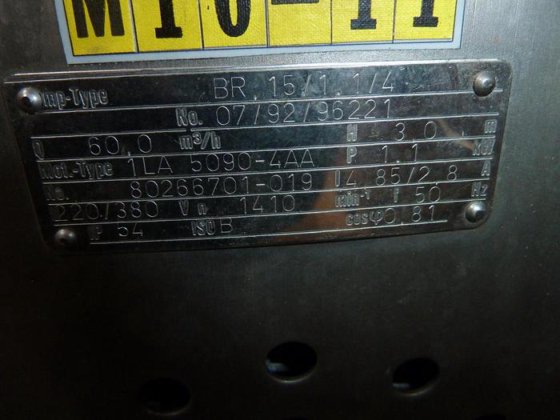 M10-11
mp-Type BR.15/1.1/4
No. 07/92/96221
Q 60,0 m³/h H 3,0 m
Mot.-Type 1LA 5090-4AA P 1.1 kW
No. 80266701-019 I 4,85/2,8 A
220/380 V n 1410 min⁻¹ f 50 Hz
IP 54 ISO B cosφ 0.81